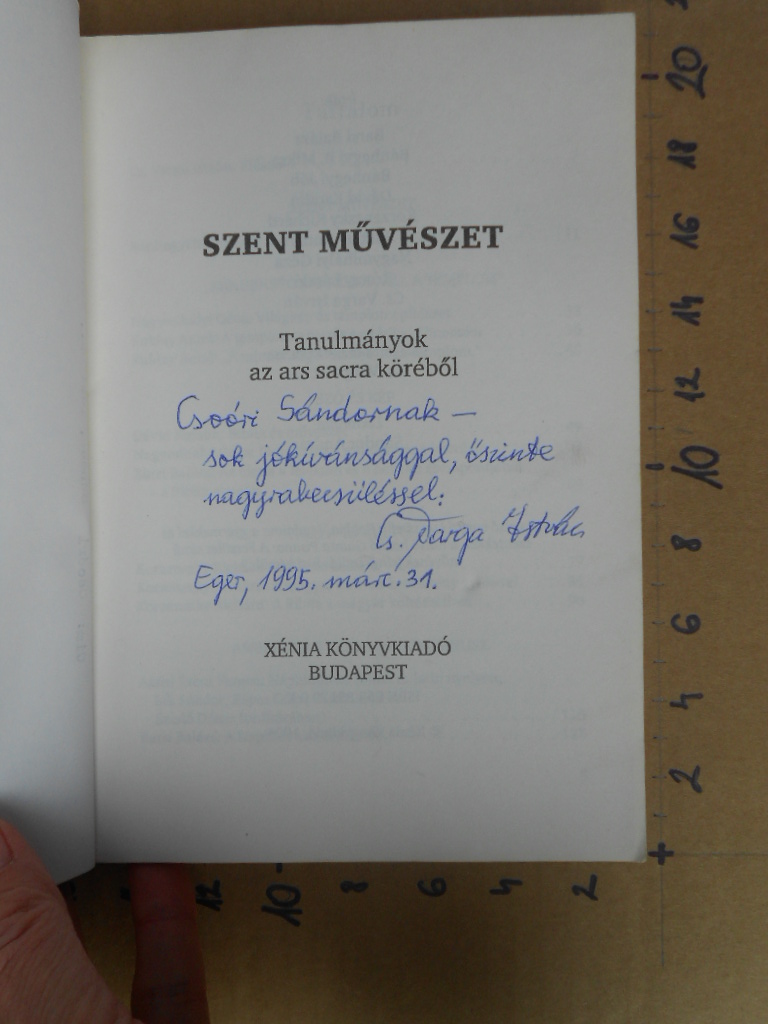 SZENT MŰVÉSZET
Tanulmányok
az ars sacra köréből
Csoóri Sándornak —
sok jókívánsággal, őszinte
nagyrabecsüléssel:
Cs. Varga István
Eger, 1995. márc. 31.
XÉNIA KÖNYVKIADÓ
BUDAPEST
20
18
16
14
12
10
8
6
4
2
12
10
8
6
4
2